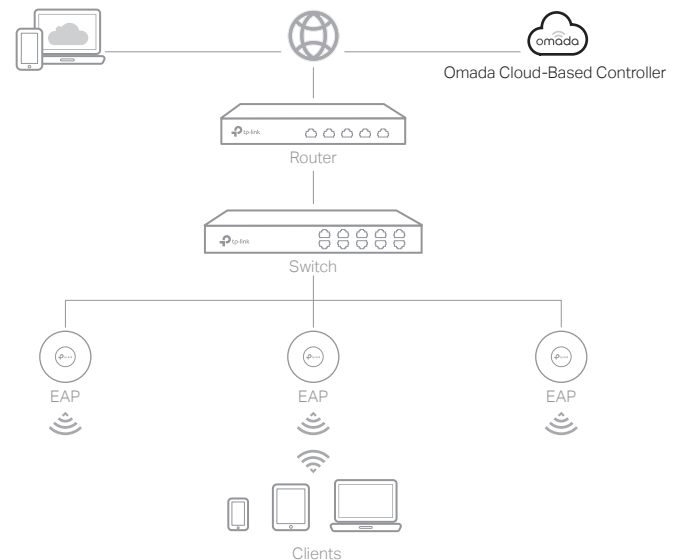 omada
Omada Cloud-Based Controller
tp-link
Router
tp-link
Switch
EAP
EAP
EAP
Clients